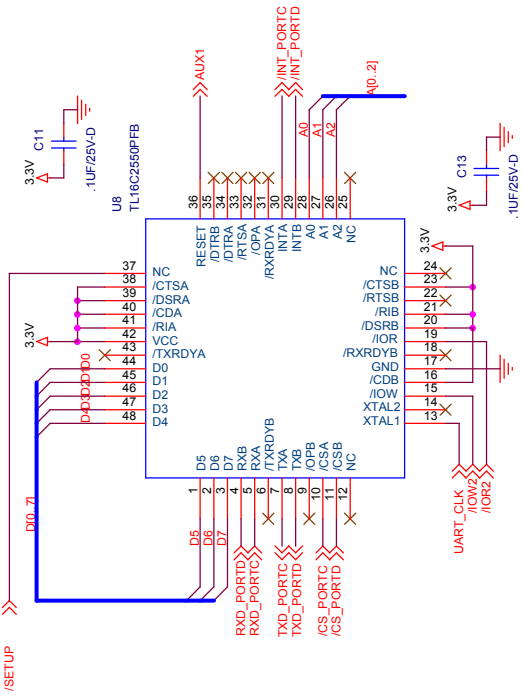 /SETUP
D[0..7]
3.3V
C11
.1UF/25V-D
U8
TL16C2550PFB
AUX1
/INT_PORTC
/INT_PORTD
A0
A1
A2
A[0..2]
3.3V
C13
.1UF/25V-D
3.3V
3.3V
D0
D1
D2
D3
D4
37 NC
38 /CTSA
39 /DSRA
40 /CDA
41 /RIA
42 VCC
43 /TXRDYA
44 D0
45 D1
46 D2
47 D3
48 D4
36 RESET
35 /DTRB
34 /DTRA
33 /RTSA
32 /OPA
31 /RXRDYA
30 INTA
29 INTB
28 A0
27 A1
26 A2
25 NC
NC 24
/CTSB 23
/RTSB 22
/RIB 21
/DSRB 20
/IOR 19
/RXRDYB 18
GND 17
/CDB 16
/IOW 15
XTAL2 14
XTAL1 13
1 D5
2 D6
3 D7
4 RXB
5 RXA
6 /TXRDYB
7 TXA
8 TXB
9 /OPB
10 /CSA
11 /CSB
12 NC
D5
D6
D7
RXD_PORTD
RXD_PORTC
TXD_PORTC
TXD_PORTD
/CS_PORTC
/CS_PORTD
UART_CLK
/IOW2
/IOR2